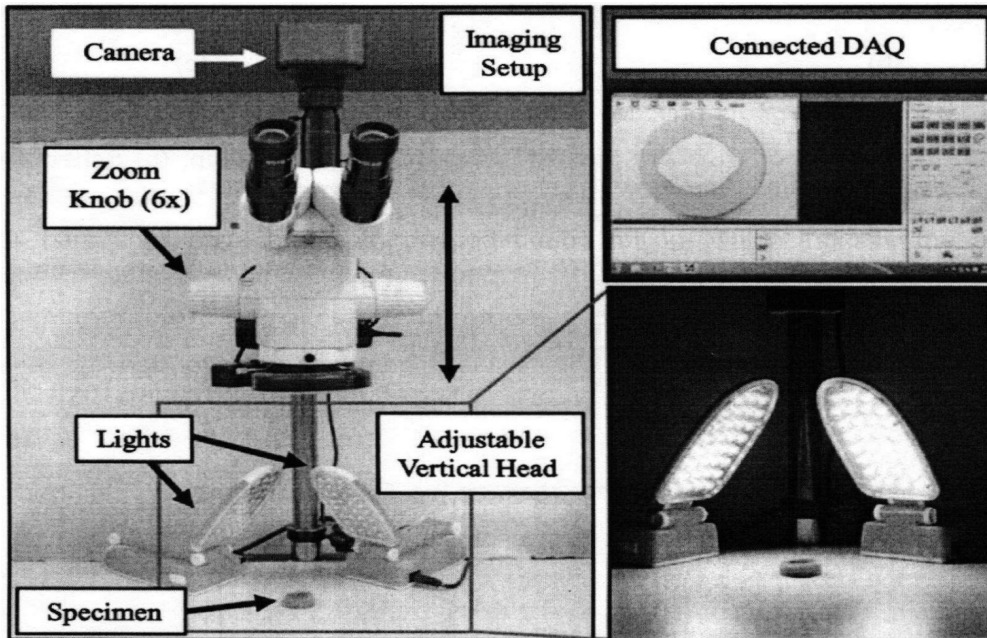 Camera
Imaging
Setup
Zoom
Knob (6x)
Lights
Adjustable
Vertical Head
Specimen
Connected DAQ